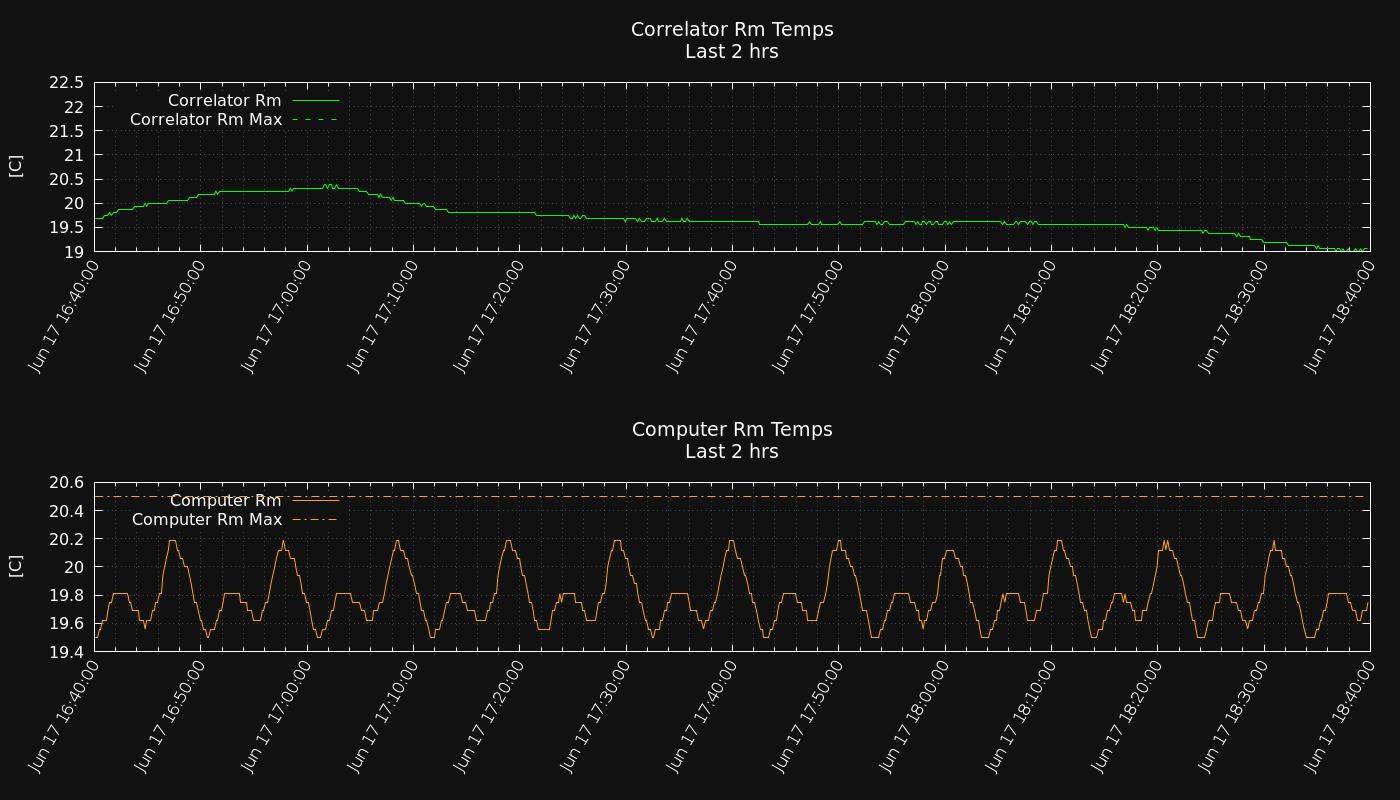 Correlator Rm Temps
Last 2 hrs
22.5
22
21.5
21
20.5
20
19.5
19
[C]
Correlator Rm
Correlator Rm Max
Jun 17 16:40:00
Jun 17 16:50:00
Jun 17 17:00:00
Jun 17 17:10:00
Jun 17 17:20:00
Jun 17 17:30:00
Jun 17 17:40:00
Jun 17 17:50:00
Jun 17 18:00:00
Jun 17 18:10:00
Jun 17 18:20:00
Jun 17 18:30:00
Jun 17 18:40:00
Computer Rm Temps
Last 2 hrs
20.6
20.4
20.2
20
19.8
19.6
19.4
[C]
Computer Rm
Computer Rm Max
Jun 17 16:40:00
Jun 17 16:50:00
Jun 17 17:00:00
Jun 17 17:10:00
Jun 17 17:20:00
Jun 17 17:30:00
Jun 17 17:40:00
Jun 17 17:50:00
Jun 17 18:00:00
Jun 17 18:10:00
Jun 17 18:20:00
Jun 17 18:30:00
Jun 17 18:40:00